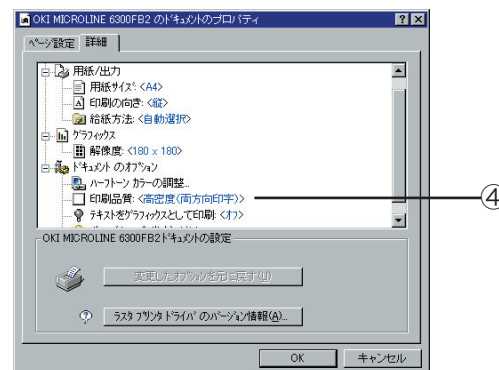 OKI MICROLINE 6300FB2 のドキュメントのプロパティ
ページ設定 詳細
用紙/出力
用紙サイズ: <A4>
印刷の向き: <縦>
給紙方法: <自動選択>
グラフィックス
解像度: <180 x 180>
ドキュメント のオプション
ハーフトーン カラーの調整...
印刷品質: <高密度(両方向印字)>
④
テキストをグラフィックスとして印刷: <オフ>
OKI MICROLINE 6300FB2ドキュメントの設定
変更したオプションを元に戻す(U)
ラスタ プリンタ ドライバ のバージョン情報(A)...
OK キャンセル